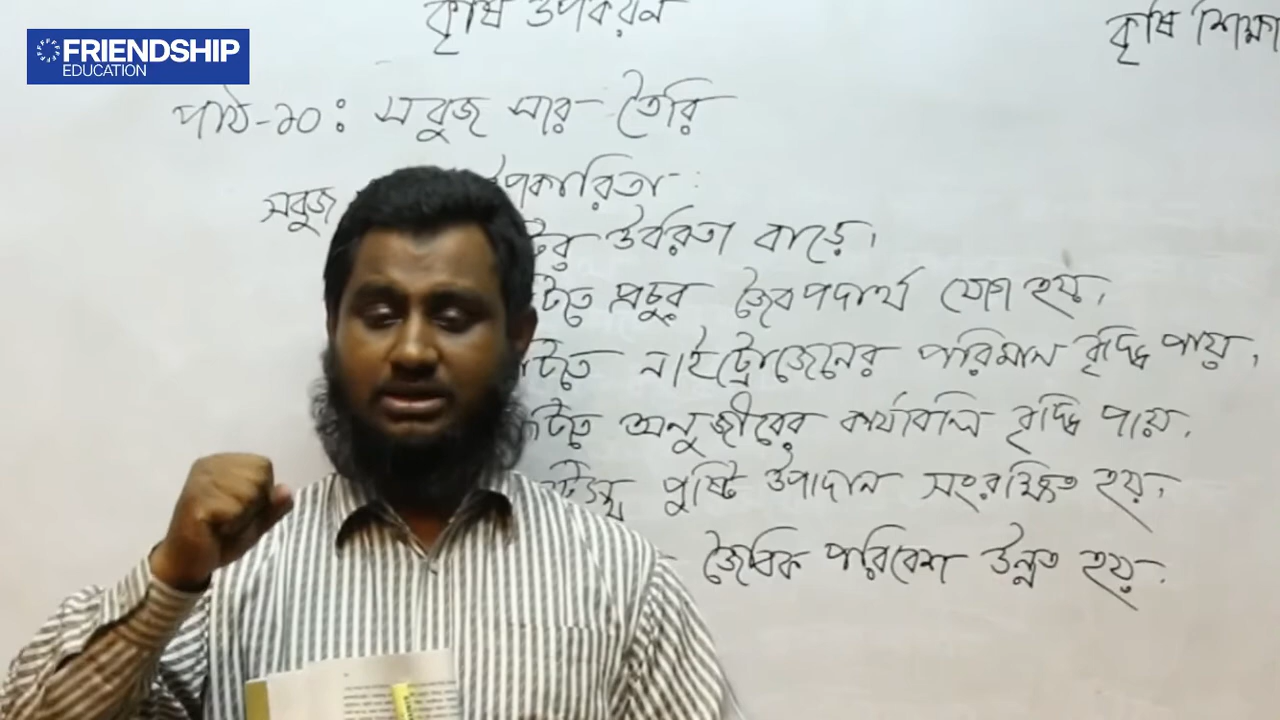 FRIENDSHIP
EDUCATION
কৃষি উপকরন
কৃষি শিক্ষা
পাঠ-১০: সবুজ সার তৈরি
সবুজ উপকারিতা:
উর্বরতা বাড়ে।
প্রচুর জৈবপদার্থ যোগ হয়।
নাইট্রোজেনের পরিমান বৃদ্ধি পায়।
অনুজীবের কার্যাবলি বৃদ্ধি পায়।
পুষ্টি উপাদান সংরক্ষিত হয়।
জৈবিক পরিবেশ উন্নত হয়।